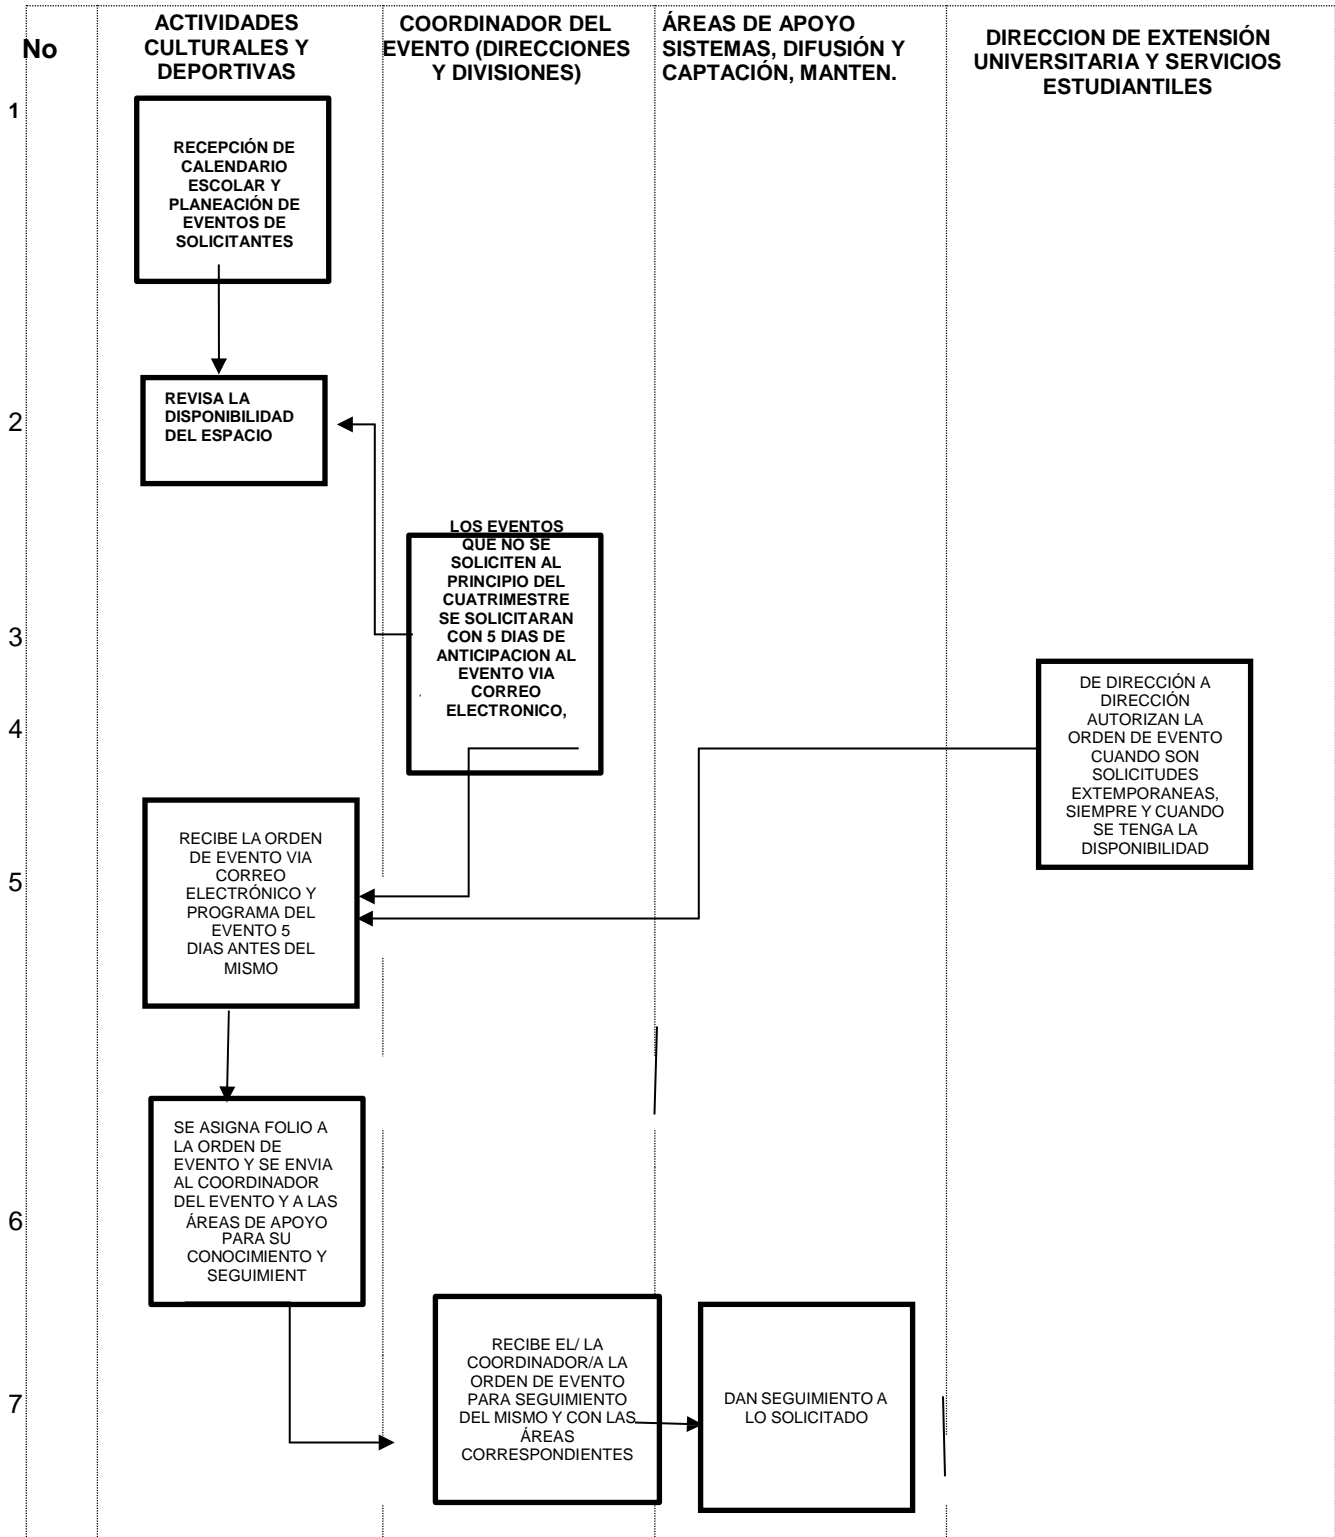 No
ACTIVIDADES
CULTURALES Y
DEPORTIVAS
COORDINADOR DEL
EVENTO (DIRECCIONES
Y DIVISIONES)
ÁREAS DE APOYO
SISTEMAS, DIFUSIÓN Y
CAPTACIÓN, MANTEN.
DIRECCION DE EXTENSIÓN
UNIVERSITARIA Y SERVICIOS
ESTUDIANTILES
1
RECEPCIÓN DE
CALENDARIO
ESCOLAR Y
PLANEACIÓN DE
EVENTOS DE
SOLICITANTES
2
REVISA LA
DISPONIBILIDAD
DEL ESPACIO
3
LOS EVENTOS
QUE NO SE
SOLICITEN AL
PRINCIPIO DEL
CUATRIMESTRE
SE SOLICITARAN
CON 5 DIAS DE
ANTICIPACION AL
EVENTO VIA
CORREO
ELECTRONICO,
4
DE DIRECCIÓN A
DIRECCIÓN
AUTORIZAN LA
ORDEN DE EVENTO
CUANDO SON
SOLICITUDES
EXTEMPORANEAS,
SIEMPRE Y CUANDO
SE TENGA LA
DISPONIBILIDAD
5
RECIBE LA ORDEN
DE EVENTO VIA
CORREO
ELECTRÓNICO Y
PROGRAMA DEL
EVENTO 5
DIAS ANTES DEL
MISMO
6
SE ASIGNA FOLIO A
LA ORDEN DE
EVENTO Y SE ENVIA
AL COORDINADOR
DEL EVENTO Y A LAS
ÁREAS DE APOYO
PARA SU
CONOCIMIENTO Y
SEGUIMIENT
7
RECIBE EL/ LA
COORDINADOR/A LA
ORDEN DE EVENTO
PARA SEGUIMIENTO
DEL MISMO Y CON LAS
ÁREAS
CORRESPONDIENTES
DAN SEGUIMIENTO A
LO SOLICITADO